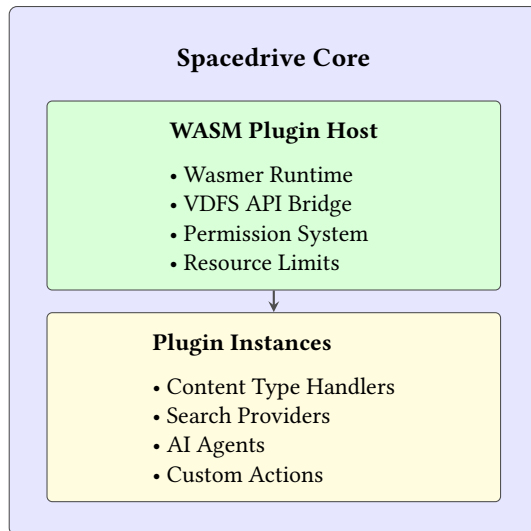 Spacedrive Core
WASM Plugin Host
• Wasmer Runtime
• VDFS API Bridge
• Permission System
• Resource Limits
Plugin Instances
• Content Type Handlers
• Search Providers
• AI Agents
• Custom Actions